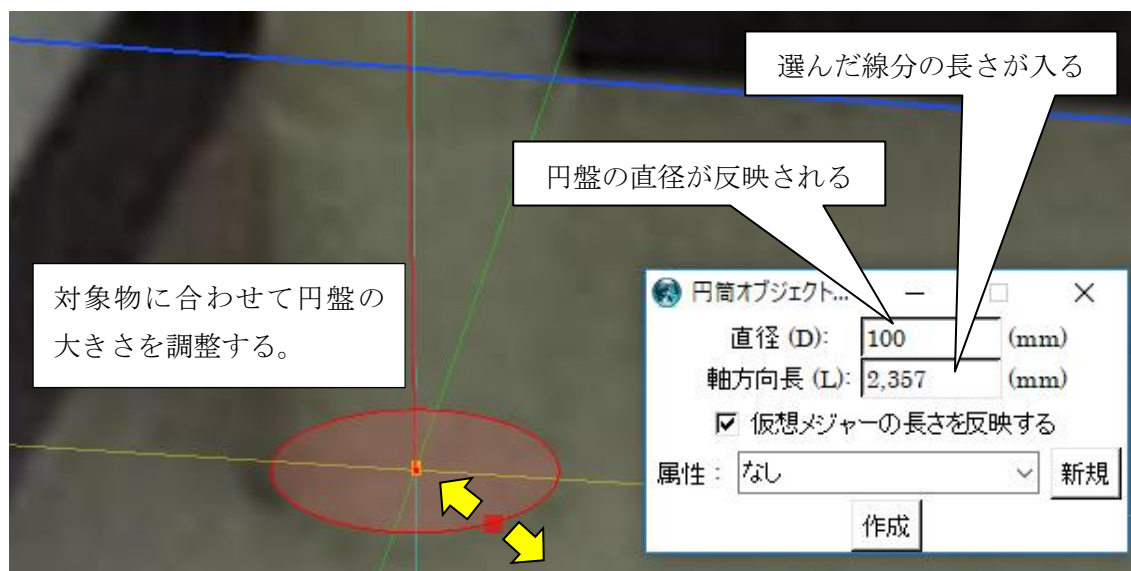 選んだ線分の長さが入る
円盤の直径が反映される
対象物に合わせて円盤の
大きさを調整する。
円筒オブジェクト...
直径 (D): 100 (mm)
軸方向長 (L): 2,357 (mm)
仮想メジャーの長さを反映する
属性： なし 新規
作成